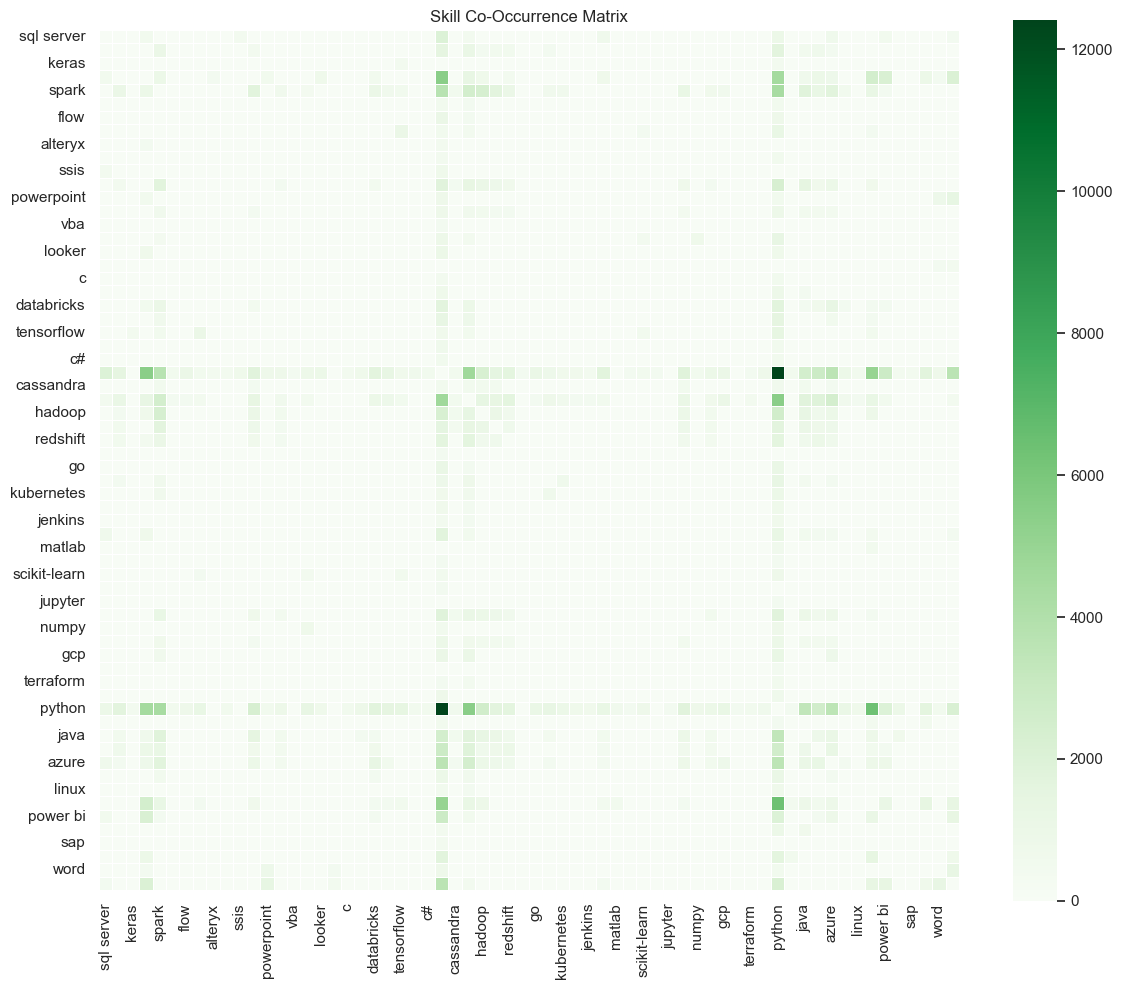 Skill Co-Occurrence Matrix
sql server
keras
spark
flow
alteryx
ssis
powerpoint
vba
looker
c
databricks
tensorflow
c#
cassandra
hadoop
redshift
go
kubernetes
jenkins
matlab
scikit-learn
jupyter
numpy
gcp
terraform
python
java
azure
linux
power bi
sap
word
sql server
keras
spark
flow
alteryx
ssis
powerpoint
vba
looker
c
databricks
tensorflow
c#
cassandra
hadoop
redshift
go
kubernetes
jenkins
matlab
scikit-learn
jupyter
numpy
gcp
terraform
python
java
azure
linux
power bi
sap
word
12000
10000
8000
6000
4000
2000
0